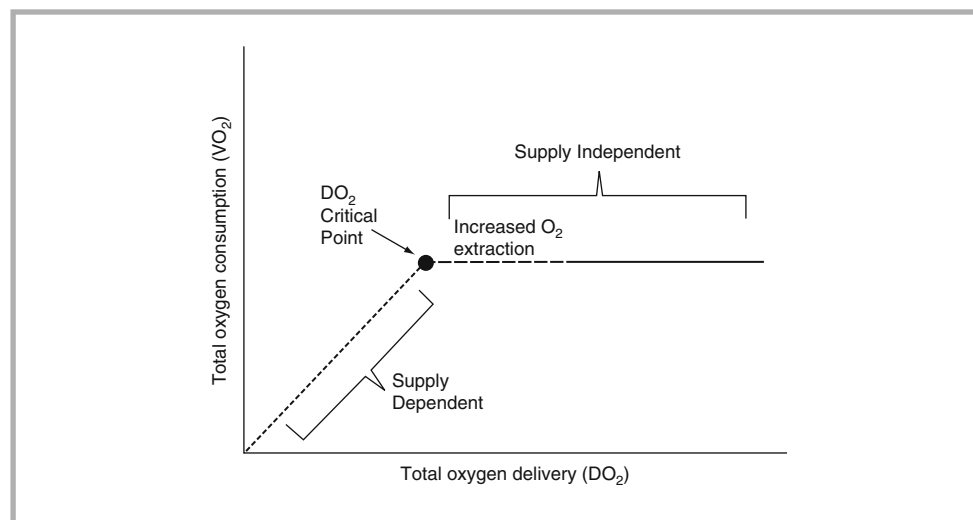 Total oxygen consumption (VO₂)
Supply Independent
DO₂
Critical
Point
Increased O₂
extraction
Supply
Dependent
Total oxygen delivery (DO₂)